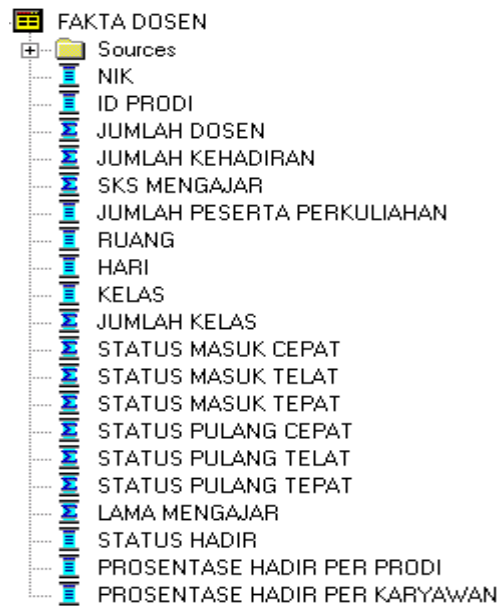 FAKTA DOSEN
Sources
NIK
ID PRODI
JUMLAH DOSEN
JUMLAH KEHADIRAN
SKS MENGAJAR
JUMLAH PESERTA PERKULIAHAN
RUANG
HARI
KELAS
JUMLAH KELAS
STATUS MASUK CEPAT
STATUS MASUK TELAT
STATUS MASUK TEPAT
STATUS PULANG CEPAT
STATUS PULANG TELAT
STATUS PULANG TEPAT
LAMA MENGAJAR
STATUS HADIR
PROSENTASE HADIR PER PRODI
PROSENTASE HADIR PER KARYAWAN